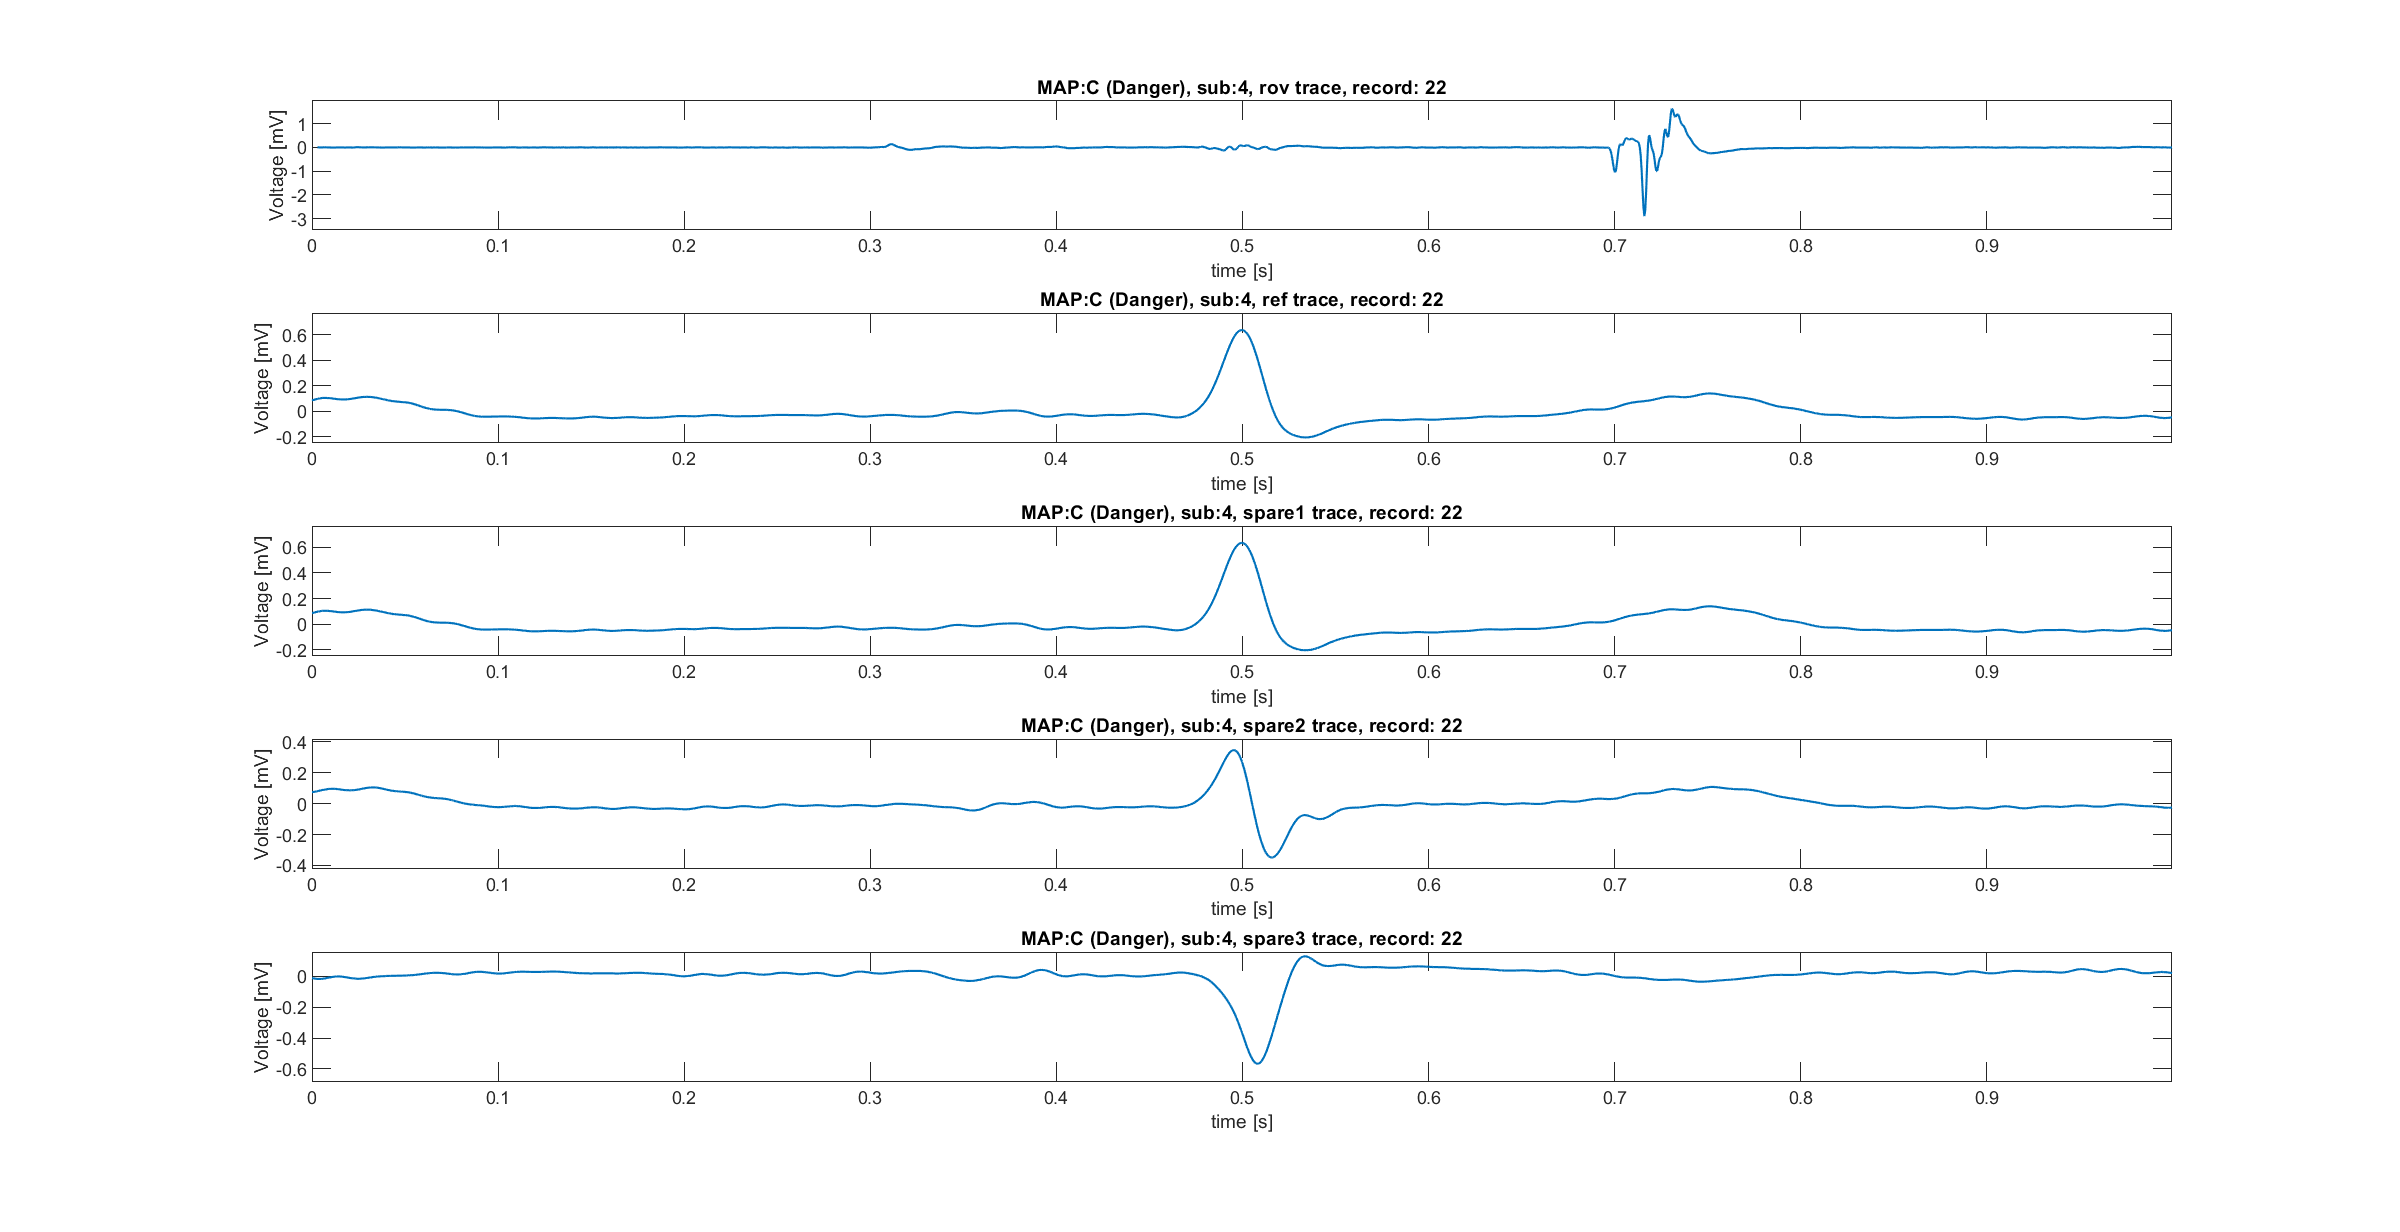 MAP:C (Danger), sub:4, rov trace, record: 22
Voltage [mV]
1
0
-1
-2
-3
0 0.1 0.2 0.3 0.4 0.5 0.6 0.7 0.8 0.9
time [s]
MAP:C (Danger), sub:4, ref trace, record: 22
Voltage [mV]
0.6
0.4
0.2
0
-0.2
0 0.1 0.2 0.3 0.4 0.5 0.6 0.7 0.8 0.9
time [s]
MAP:C (Danger), sub:4, spare1 trace, record: 22
Voltage [mV]
0.6
0.4
0.2
0
-0.2
0 0.1 0.2 0.3 0.4 0.5 0.6 0.7 0.8 0.9
time [s]
MAP:C (Danger), sub:4, spare2 trace, record: 22
Voltage [mV]
0.4
0.2
0
-0.2
-0.4
0 0.1 0.2 0.3 0.4 0.5 0.6 0.7 0.8 0.9
time [s]
MAP:C (Danger), sub:4, spare3 trace, record: 22
Voltage [mV]
0
-0.2
-0.4
-0.6
0 0.1 0.2 0.3 0.4 0.5 0.6 0.7 0.8 0.9
time [s]